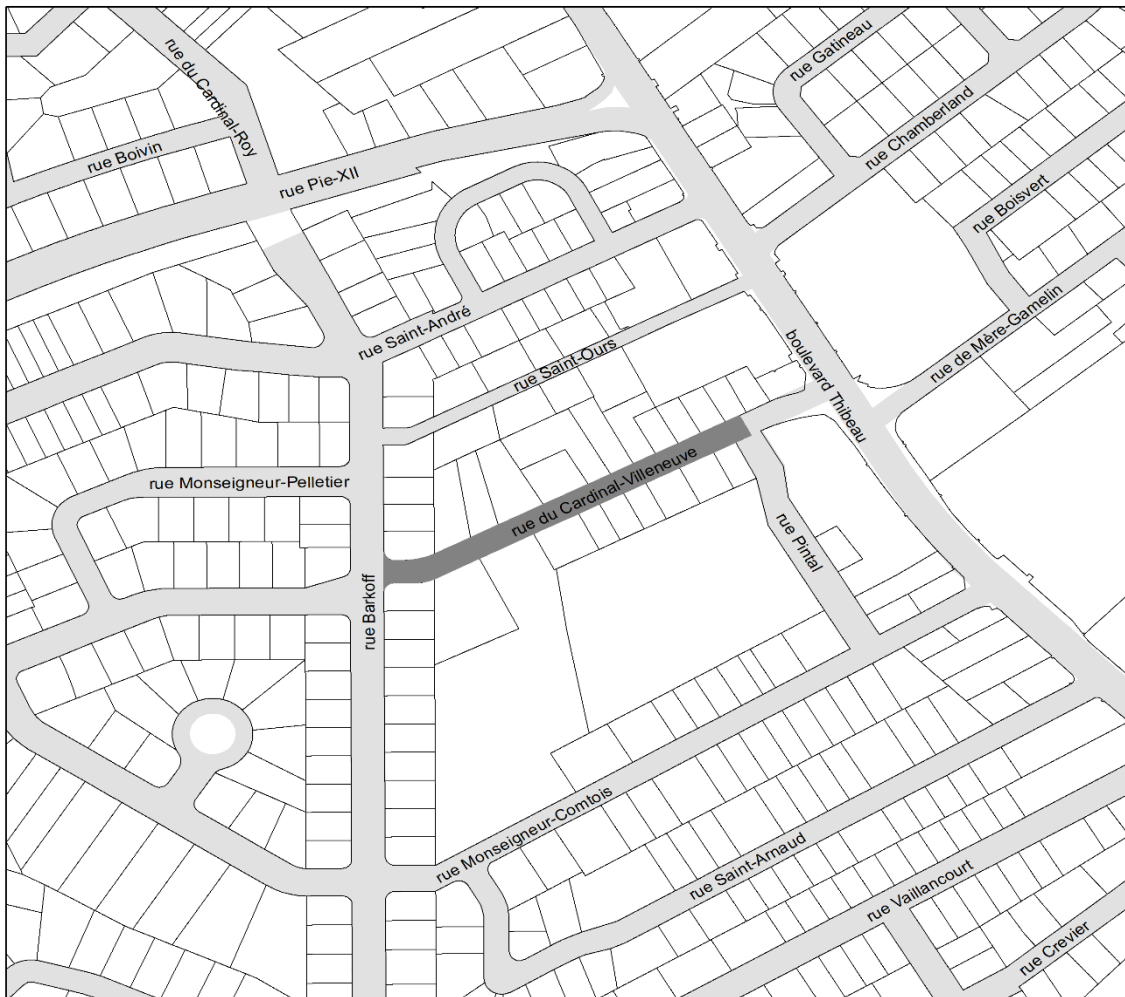 rue du Cardinal-Roy
rue Gatineau
rue Chamberland
rue Boivin
rue Pie-XII
rue Boisvert
rue Saint-André
rue de Mère-Gamelin
rue Saint-Ours
boulevard Thibeau
rue Monseigneur-Pelletier
rue du Cardinal-Villeneuve
rue Pintal
rue Barkoff
rue Monseigneur-Comtois
rue Saint-Arnaud
rue Vaillancourt
rue Crevier